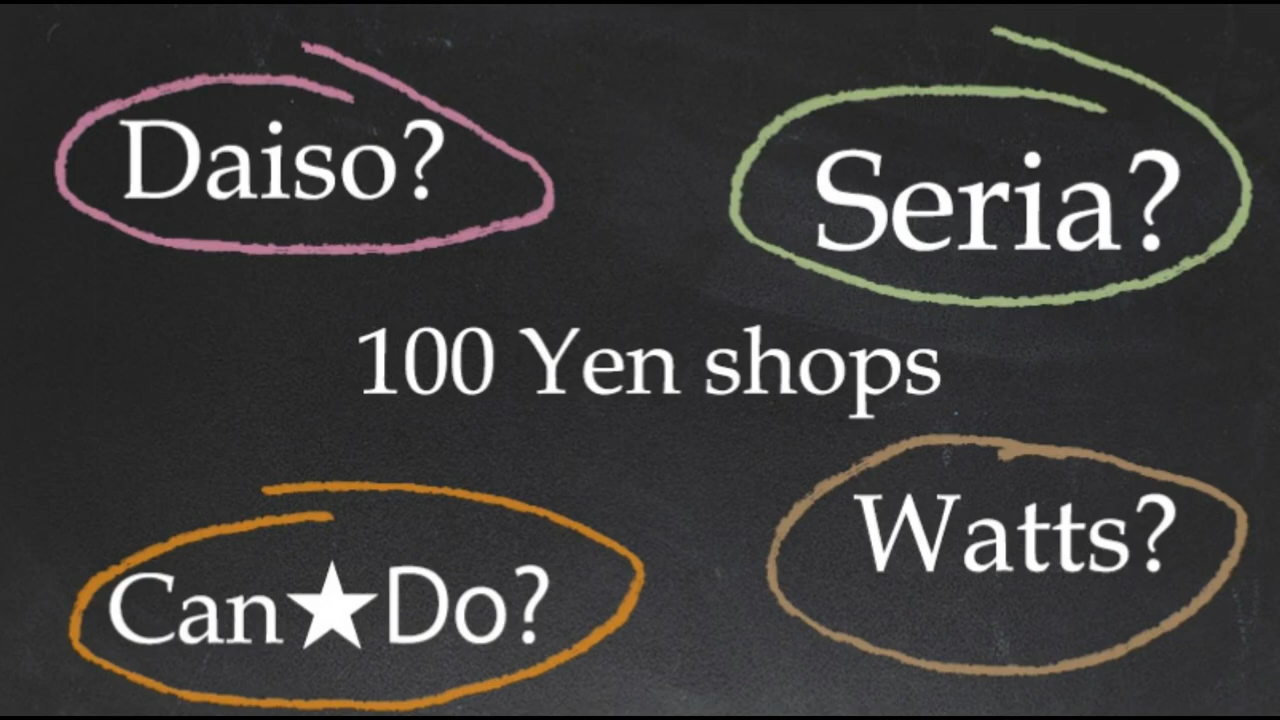 Daiso?
Seria?
100 Yen shops
Can★Do?
Watts?